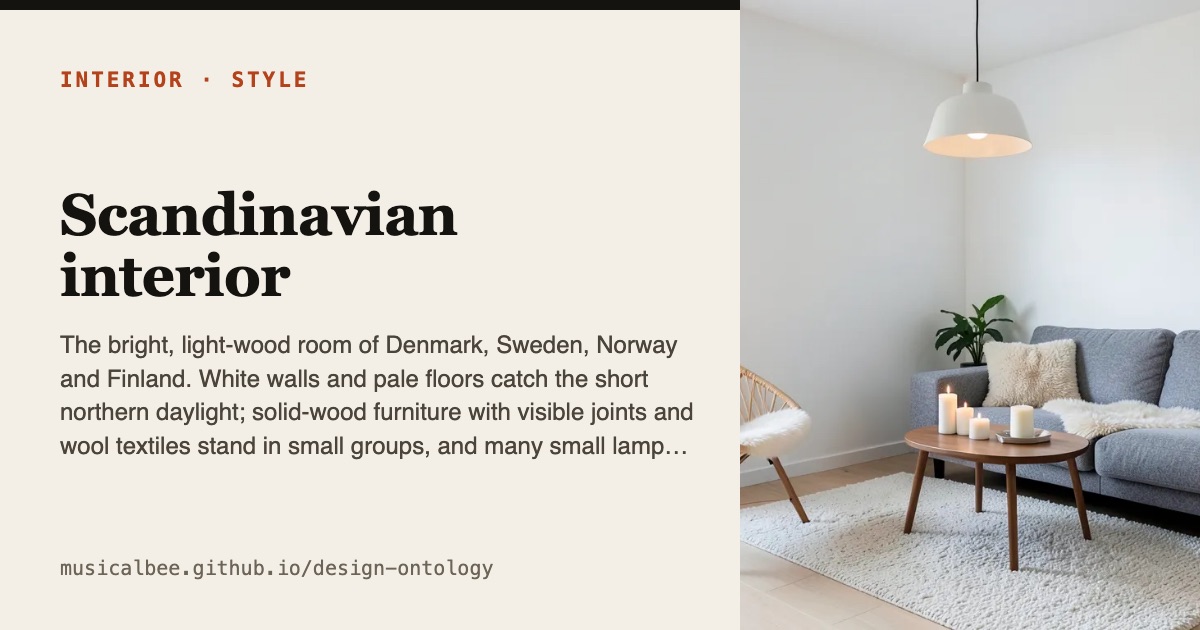 INTERIOR · STYLE
Scandinavian
interior
The bright, light-wood room of Denmark, Sweden, Norway
and Finland. White walls and pale floors catch the short
northern daylight; solid-wood furniture with visible joints and
wool textiles stand in small groups, and many small lamp…
musicalbee.github.io/design-ontology